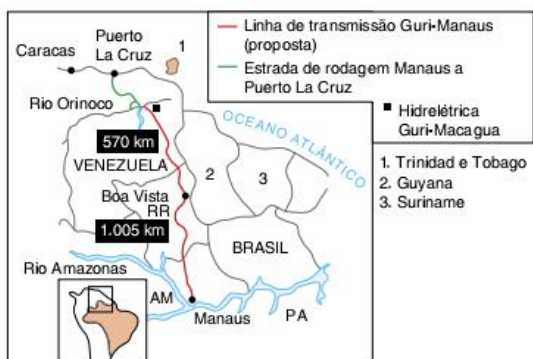 Puerto
La Cruz
Caracas
1
Rio Orinoco
570 km
VENEZUELA
OCEANO ATLÂNTICO
2
3
Boa Vista
RR
1.005 km
BRASIL
Rio Amazonas
AM
Manaus
PA
Linha de transmissão Guri-Manaus
(proposta)
Estrada de rodagem Manaus a
Puerto La Cruz
Hidrelétrica
Guri-Macagua
1. Trinidad e Tobago
2. Guyana
3. Suriname